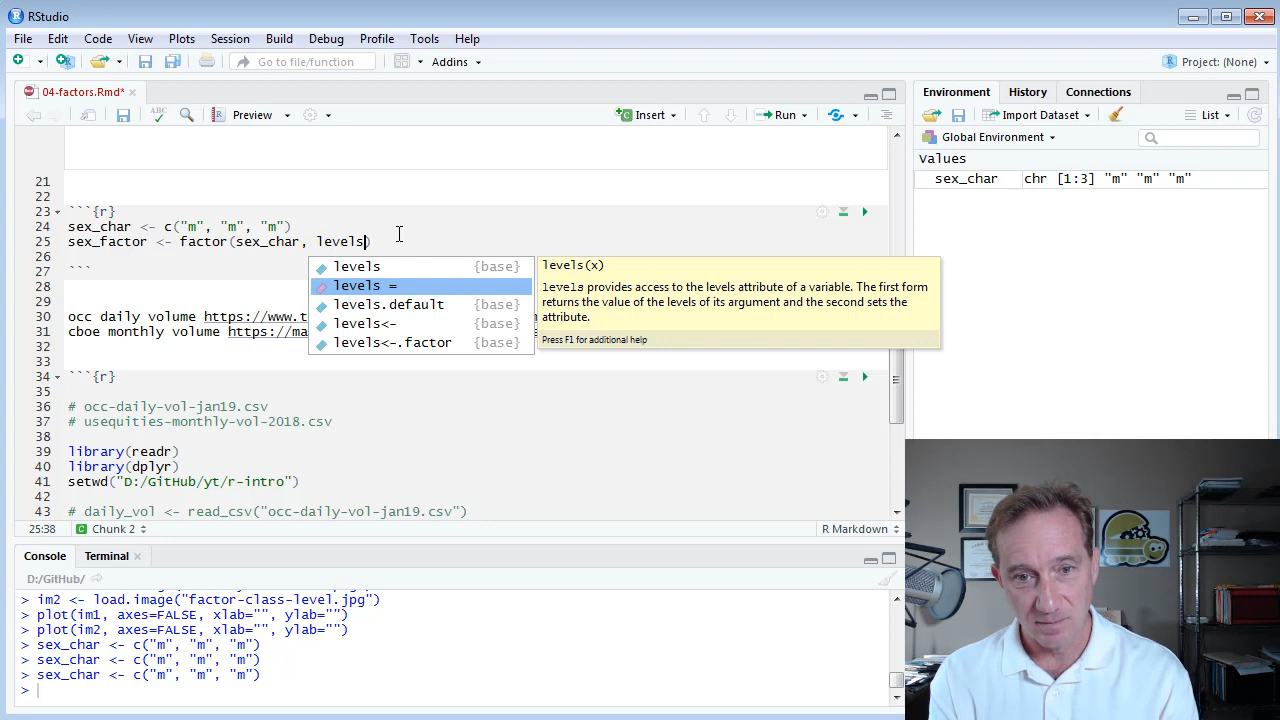 RStudio
File Edit Code View Plots Session Build Debug Profile Tools Help
Go to file/function Addins Project: (None)
04-factors.Rmd*
ABC Preview Insert Run
21
22
23 ```{r}
24 sex_char <- c("m", "m", "m")
25 sex_factor <- factor(sex_char, levels)
26
27 ```
28
29
30 occ daily volume https://www.t
31 cboe monthly volume https://ma
32
33
34 ```{r}
35
36 # occ-daily-vol-jan19.csv
37 # usequities-monthly-vol-2018.csv
38
39 library(readr)
40 library(dplyr)
41 setwd("D:/GitHub/yt/r-intro")
42
43 # daily_vol <- read_csv("occ-daily-vol-jan19.csv")
levels {base}
levels =
levels.default {base}
levels<- {base}
levels<-.factor {base}
levels(x)
levels provides access to the levels attribute of a variable. The first form
returns the value of the levels of its argument and the second sets the
attribute.
Press F1 for additional help
25:38 Chunk 2 R Markdown
Console Terminal
D:/GitHub/
> im2 <- load.image("factor-class-level.jpg")
> plot(im1, axes=FALSE, xlab="", ylab="")
> plot(im2, axes=FALSE, xlab="", ylab="")
> sex_char <- c("m", "m", "m")
> sex_char <- c("m", "m", "m")
> sex_char <- c("m", "m", "m")
>
Environment History Connections
Import Dataset List
Global Environment
Values
sex_char chr [1:3] "m" "m" "m"